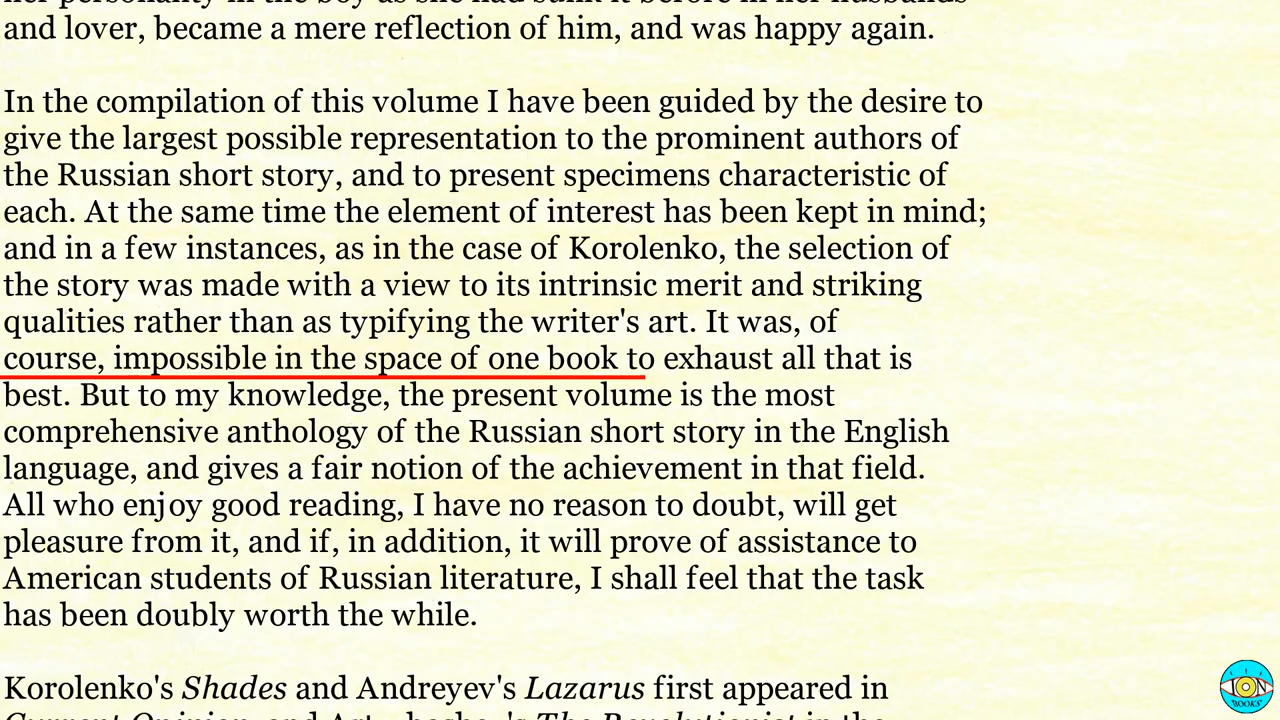 and lover, became a mere reflection of him, and was happy again.
In the compilation of this volume I have been guided by the desire to
give the largest possible representation to the prominent authors of
the Russian short story, and to present specimens characteristic of
each. At the same time the element of interest has been kept in mind;
and in a few instances, as in the case of Korolenko, the selection of
the story was made with a view to its intrinsic merit and striking
qualities rather than as typifying the writer's art. It was, of
course, impossible in the space of one book to exhaust all that is
best. But to my knowledge, the present volume is the most
comprehensive anthology of the Russian short story in the English
language, and gives a fair notion of the achievement in that field.
All who enjoy good reading, I have no reason to doubt, will get
pleasure from it, and if, in addition, it will prove of assistance to
American students of Russian literature, I shall feel that the task
has been doubly worth the while.
Korolenko's Shades and Andreyev's Lazarus first appeared in
ION
BOOKS